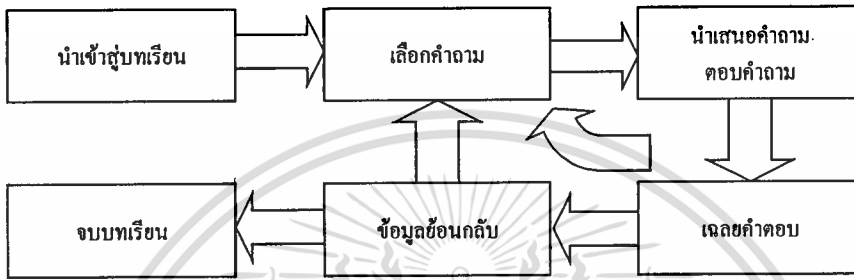 นำเข้าสู่บทเรียน
เลือกคำถาม
นำเสนอคำถาม
ตอบคำถาม
จบบทเรียน
ข้อมูลย้อนกลับ
เฉลยคำตอบ